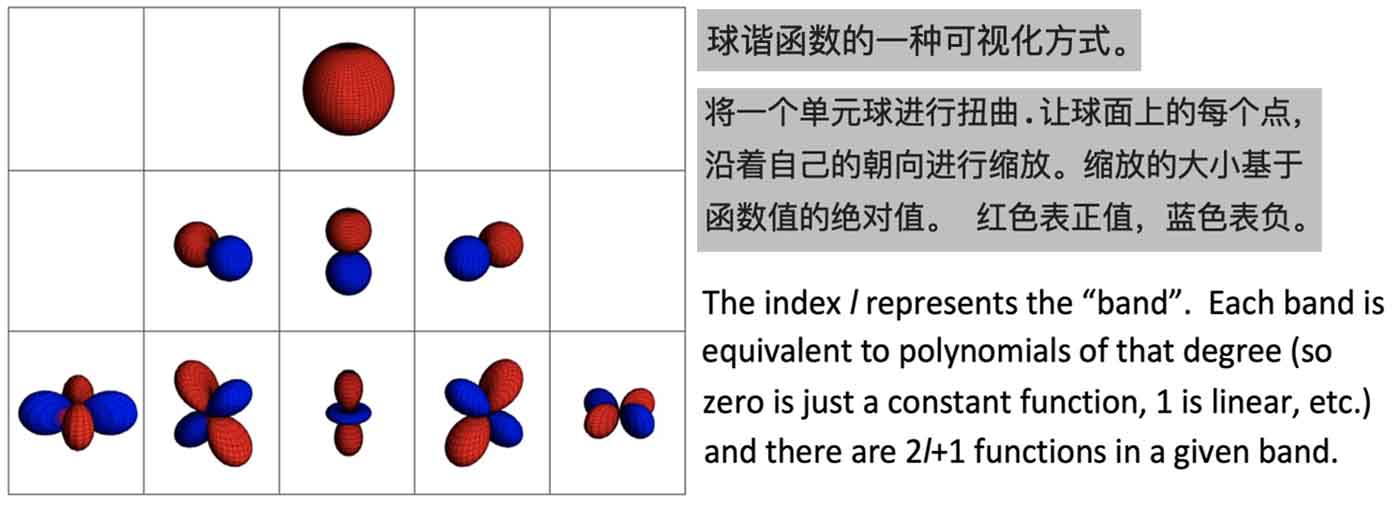 球谐函数的一种可视化方式。
将一个单元球进行扭曲.让球面上的每个点,
沿着自己的朝向进行缩放。缩放的大小基于
函数值的绝对值。 红色表正值，蓝色表负。
The index l represents the “band”. Each band is
equivalent to polynomials of that degree (so
zero is just a constant function, 1 is linear, etc.)
and there are 2l+1 functions in a given band.